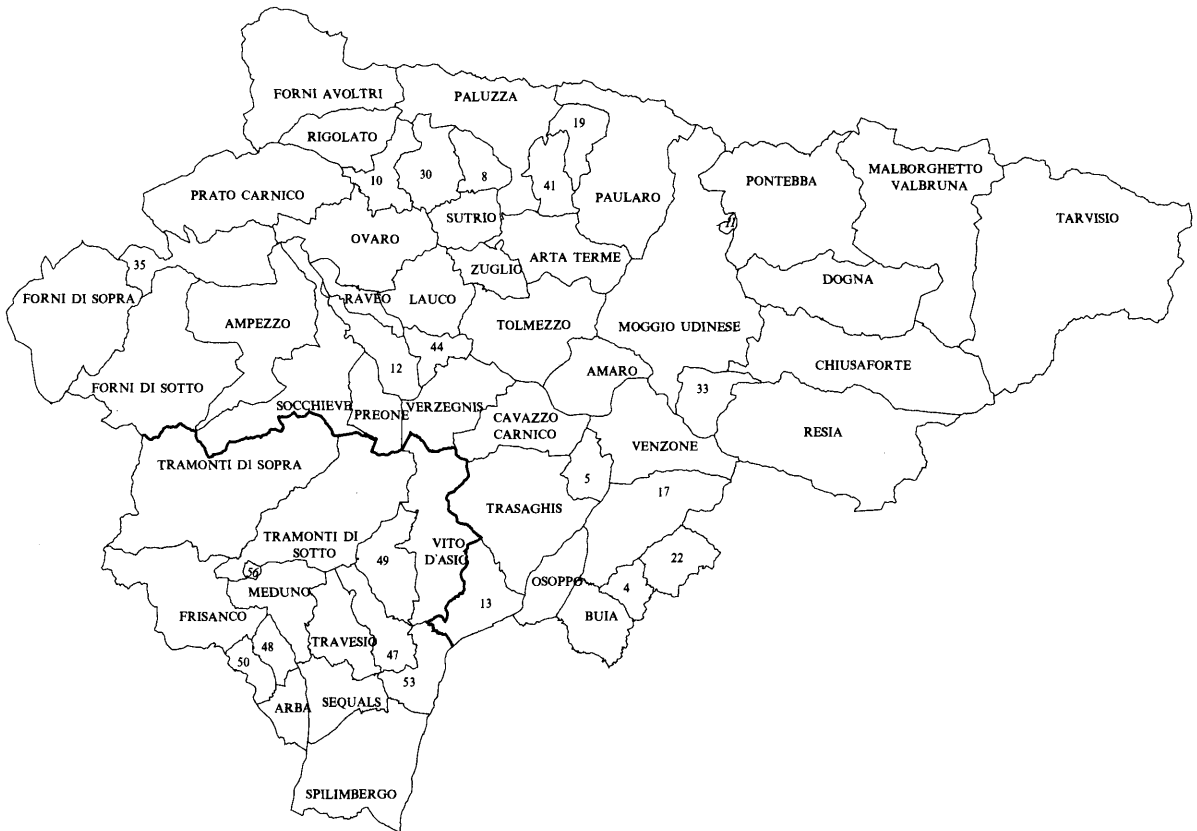 FORNI AVOLTRI
PALUZZA
RIGOLATO
19
10
30
8
41
PRATO CARNICO
PAULARO
PONTEBBA
MALBORGHETTO
VALBRUNA
TARVISIO
SUTRIO
11
OVARO
ARTA TERME
35
ZUGLIO
DOGNA
FORNI DI SOPRA
RAVEO
LAUCO
AMPEZZO
TOLMEZZO
MOGGIO UDINESE
44
12
AMARO
CHIUSAFORTE
FORNI DI SOTTO
33
SOCCHIEVE
PREONE
VERZEGNIS
CAVAZZO
CARNICO
RESIA
VENZONE
TRAMONTI DI SOPRA
5
17
TRASAGHIS
TRAMONTI DI
SOTTO
49
VITO
D'ASIO
22
56
OSOPPO
4
MEDUNO
13
FRISANCO
BUIA
48
TRAVESIO
50
47
53
ARBA
SEQUALS
SPILIMBERGO